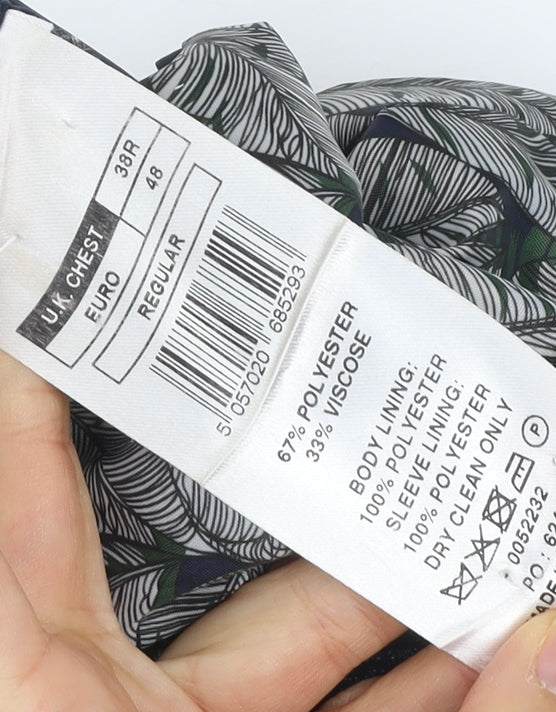 U.K. CHEST 38R
EURO 48
REGULAR
5 057020 685293
67% POLYESTER
33% VISCOSE
BODY LINING:
100% POLYESTER
SLEEVE LINING:
100% POLYESTER
DRY CLEAN ONLY
P
0052232
PO :